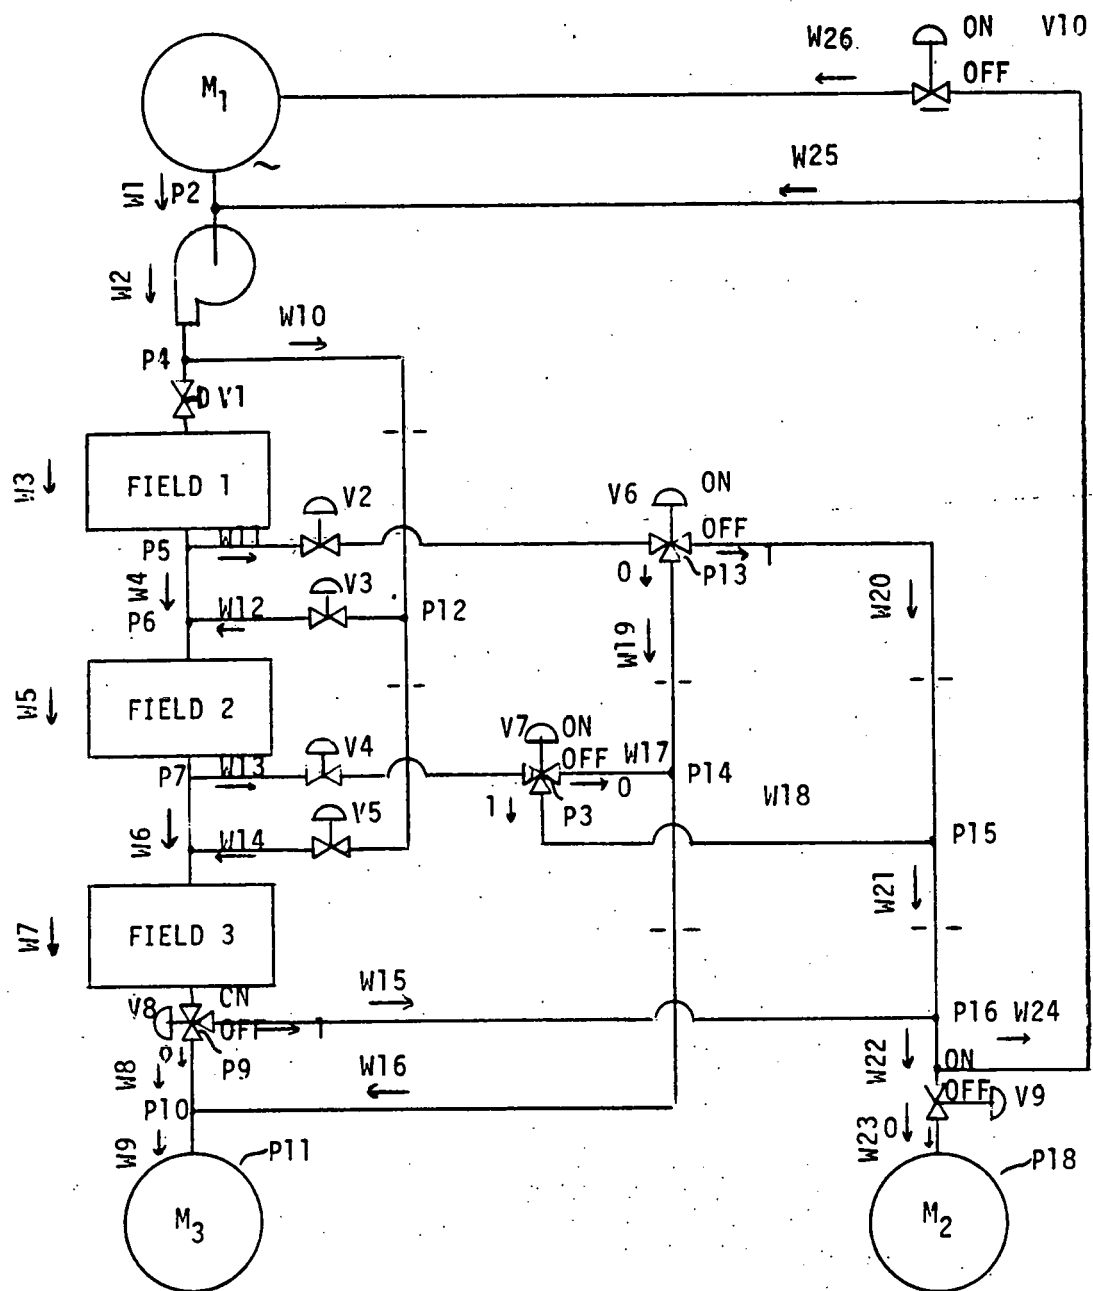 ON V10
W26
OFF
M1
W25
W1 P2
W2
W10
P4
V1
W3
FIELD 1
V2
V6 ON
OFF
W11
P5
1
0
P13
W4
V3
W12
P6
P12
W20
W19
W5
FIELD 2
V7 ON
V4
OFF W17
P7
W13
P14
0
W18
1
P3
V5
W6
W14
P15
W21
W7
FIELD 3
W15
V8
OFF
1
P16 W24
0
P9
W22
ON
W8
W16
OFF V9
P10
W23 0
W9
P11
P18
M3
M2